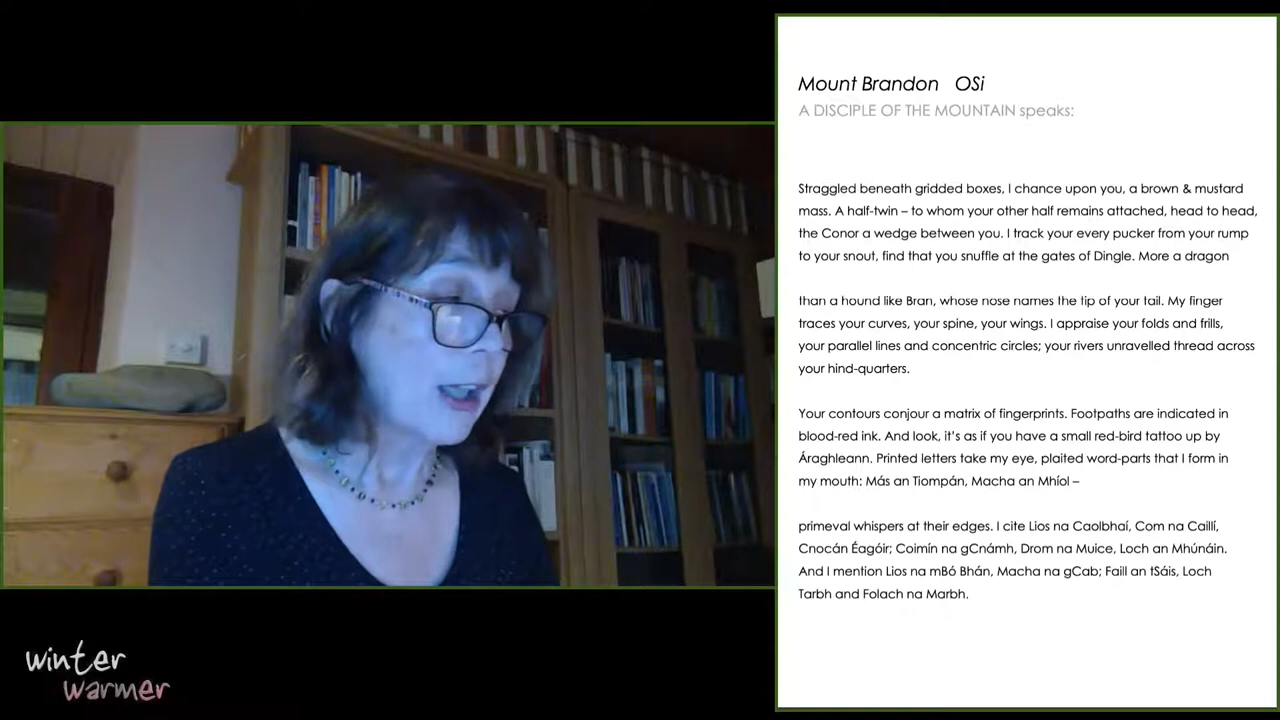 Mount Brandon OSi
A DISCIPLE OF THE MOUNTAIN speaks:
Straggled beneath gridded boxes, I chance upon you, a brown & mustard
mass. A half-twin – to whom your other half remains attached, head to head,
the Conor a wedge between you. I track your every pucker from your rump
to your snout, find that you snuffle at the gates of Dingle. More a dragon
than a hound like Bran, whose nose names the tip of your tail. My finger
traces your curves, your spine, your wings. I appraise your folds and frills,
your parallel lines and concentric circles; your rivers unravelled thread across
your hind-quarters.
Your contours conjour a matrix of fingerprints. Footpaths are indicated in
blood-red ink. And look, it's as if you have a small red-bird tattoo up by
Áraghleann. Printed letters take my eye, plaited word-parts that I form in
my mouth: Más an Tiompán, Macha an Mhíol –
primeval whispers at their edges. I cite Lios na Caolbhaí, Com na Caillí,
Cnocán Éagóir; Coimín na gCnámh, Drom na Muice, Loch an Mhúnáin.
And I mention Lios na mBó Bhán, Macha na gCab; Faill an tSáis, Loch
Tarbh and Folach na Marbh.
winter
warmer